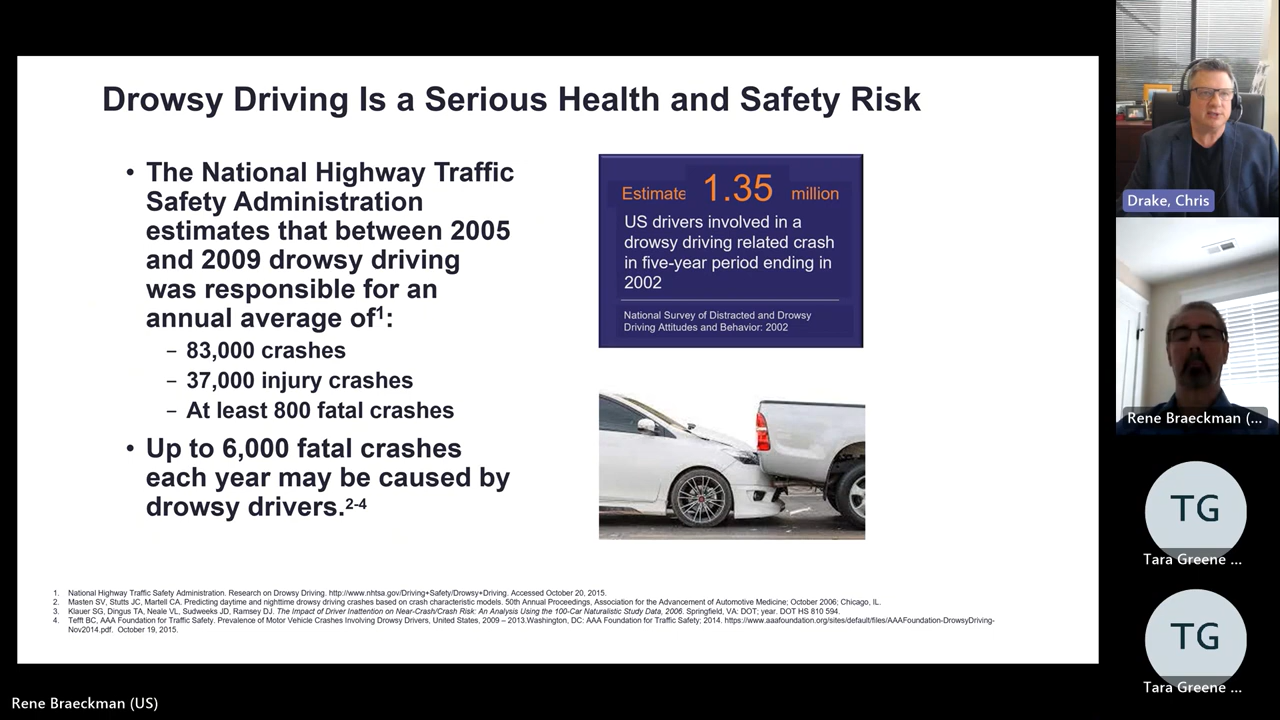 Drowsy Driving Is a Serious Health and Safety Risk
• The National Highway Traffic
Safety Administration
estimates that between 2005
and 2009 drowsy driving
was responsible for an
annual average of1:
– 83,000 crashes
– 37,000 injury crashes
– At least 800 fatal crashes
• Up to 6,000 fatal crashes
each year may be caused by
drowsy drivers.2-4
Estimate 1.35 million
US drivers involved in a
drowsy driving related crash
in five-year period ending in
2002
National Survey of Distracted and Drowsy
Driving Attitudes and Behavior: 2002
1. National Highway Traffic Safety Administration. Research on Drowsy Driving. http://www.nhtsa.gov/Driving+Safety/Drowsy+Driving. Accessed October 20, 2015.
2. Masten SV, Stutts JC, Martell CA. Predicting daytime and nighttime drowsy driving crashes based on crash characteristic models. 50th Annual Proceedings, Association for the Advancement of Automotive Medicine; October 2006; Chicago, IL.
3. Klauer SG, Dingus TA, Neale VL, Sudweeks JD, Ramsey DJ. The Impact of Driver Inattention on Near-Crash/Crash Risk: An Analysis Using the 100-Car Naturalistic Study Data, 2006. Springfield, VA: DOT; year. DOT HS 810 594.
4. Tefft BC, AAA Foundation for Traffic Safety. Prevalence of Motor Vehicle Crashes Involving Drowsy Drivers, United States, 2009 – 2013.Washington, DC: AAA Foundation for Traffic Safety; 2014. https://www.aaafoundation.org/sites/default/files/AAAFoundation-DrowsyDriving-
Nov2014.pdf. October 19, 2015.
Drake, Chris
Rene Braeckman (...
TG
Tara Greene ...
TG
Tara Greene ...
Rene Braeckman (US)